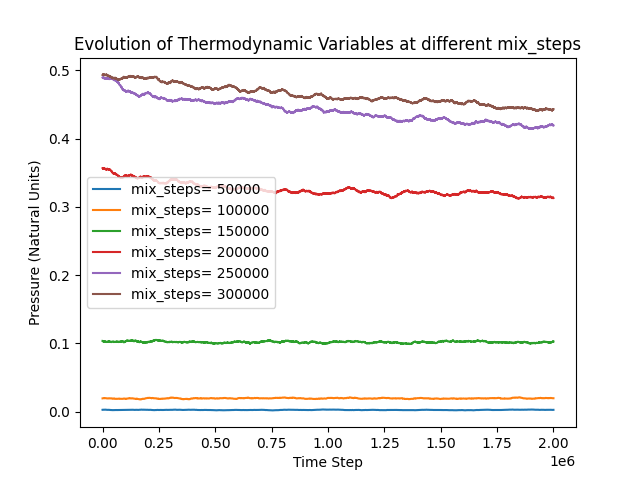 Evolution of Thermodynamic Variables at different mix_steps
Pressure (Natural Units)
0.5
0.4
0.3
0.2
0.1
0.0
mix_steps= 50000
mix_steps= 100000
mix_steps= 150000
mix_steps= 200000
mix_steps= 250000
mix_steps= 300000
0.00 0.25 0.50 0.75 1.00 1.25 1.50 1.75 2.00
1e6
Time Step